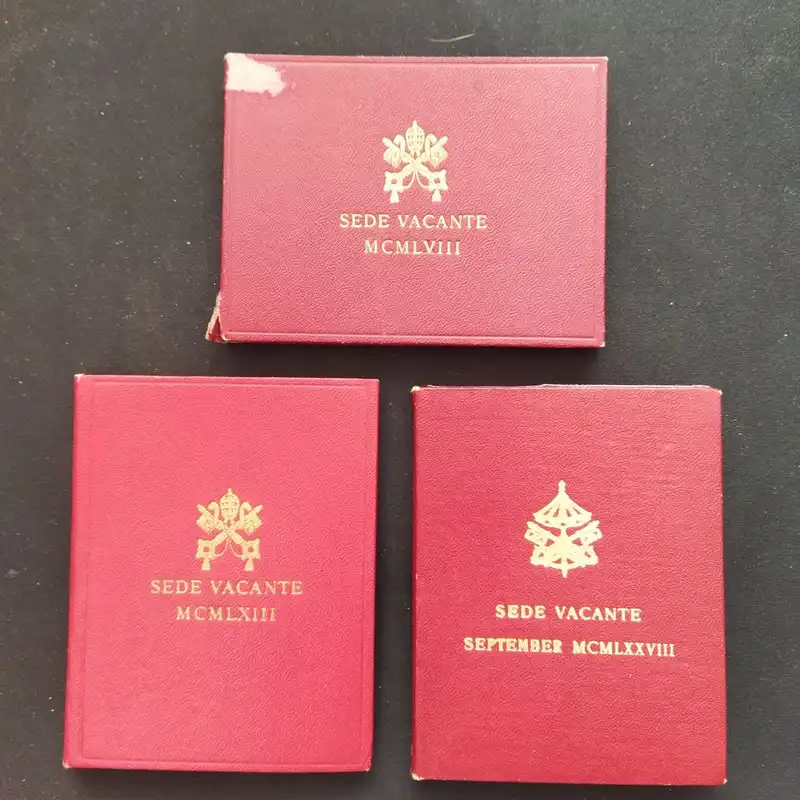 SEDE VACANTE
MCMLVIII
SEDE VACANTE
MCMLXIII
SEDE VACANTE
SEPTEMBER MCMLXXVIII